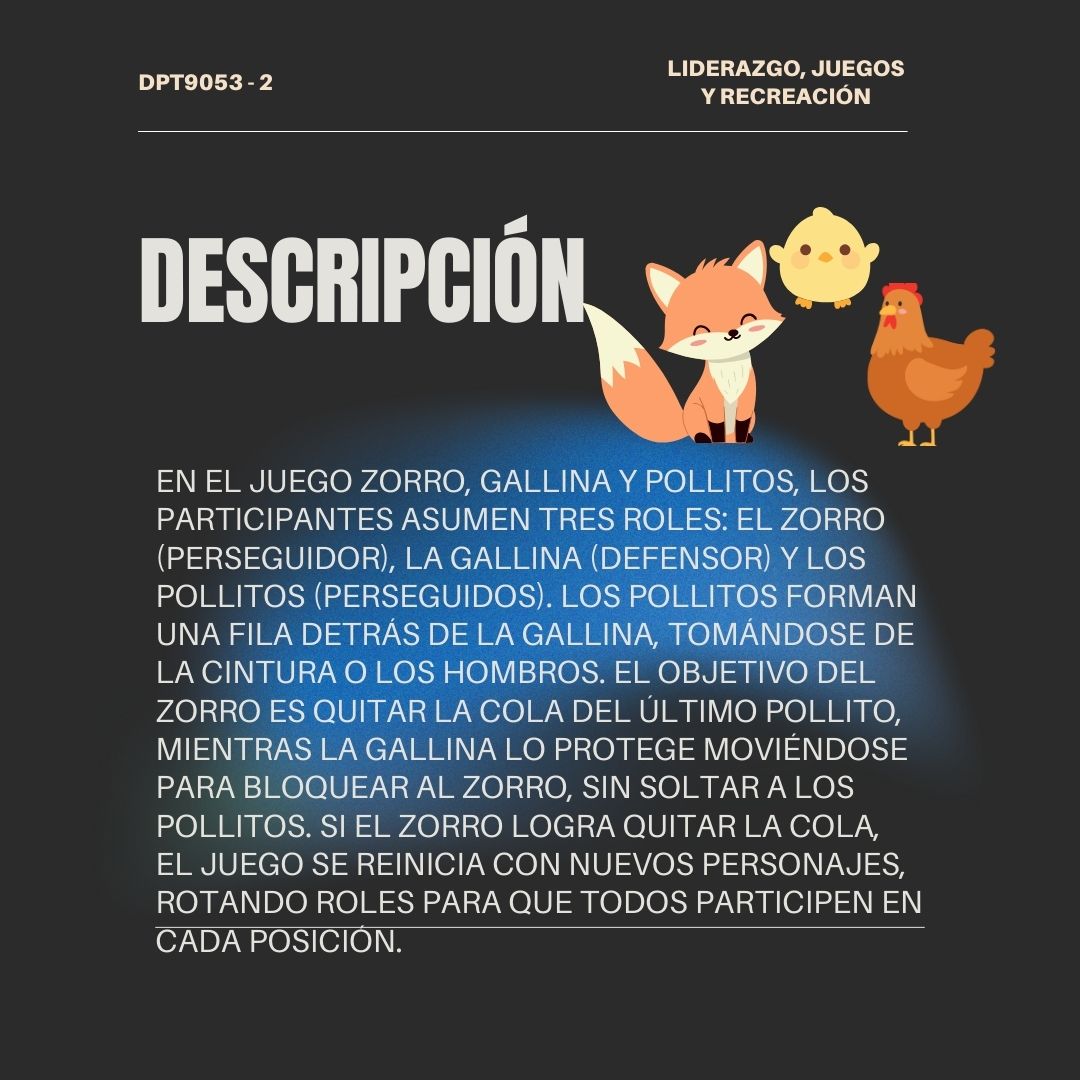 DPT9053 - 2
LIDERAZGO, JUEGOS
Y RECREACIÓN
DESCRIPCIÓN
EN EL JUEGO ZORRO, GALLINA Y POLLITOS, LOS
PARTICIPANTES ASUMEN TRES ROLES: EL ZORRO
(PERSEGUIDOR), LA GALLINA (DEFENSOR) Y LOS
POLLITOS (PERSEGUIDOS). LOS POLLITOS FORMAN
UNA FILA DETRÁS DE LA GALLINA, TOMÁNDOSE DE
LA CINTURA O LOS HOMBROS. EL OBJETIVO DEL
ZORRO ES QUITAR LA COLA DEL ÚLTIMO POLLITO,
MIENTRAS LA GALLINA LO PROTEGE MOVIÉNDOSE
PARA BLOQUEAR AL ZORRO, SIN SOLTAR A LOS
POLLITOS. SI EL ZORRO LOGRA QUITAR LA COLA,
EL JUEGO SE REINICIA CON NUEVOS PERSONAJES,
ROTANDO ROLES PARA QUE TODOS PARTICIPEN EN
CADA POSICIÓN.